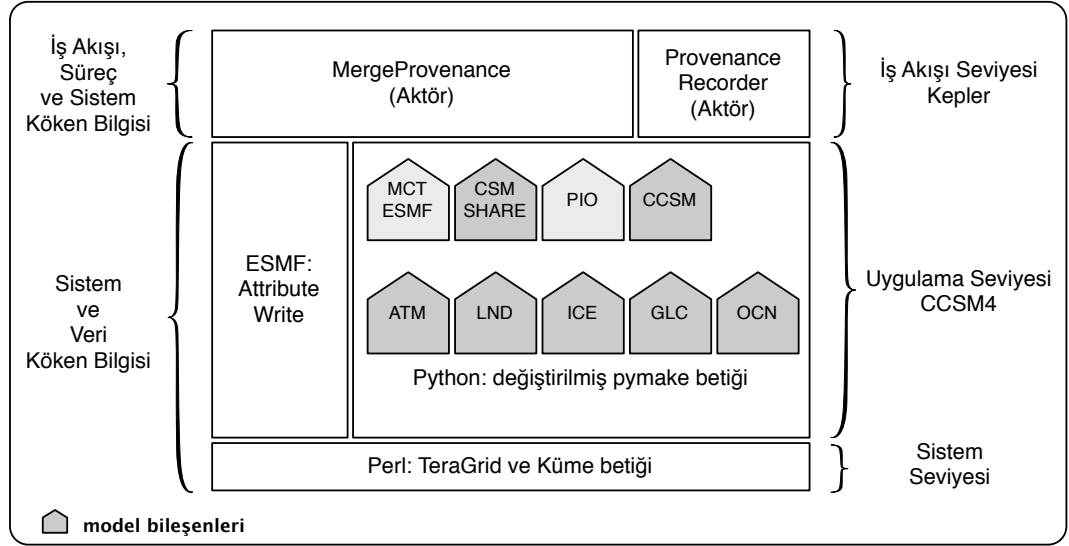 İş Akışı,
Süreç
ve Sistem
Köken Bilgisi
MergeProvenance
(Aktör)
Provenance
Recorder
(Aktör)
İş Akışı Seviyesi
Kepler
MCT
ESMF
CSM
SHARE
PIO
CCSM
ESMF:
Attribute
Write
ATM
LND
ICE
GLC
OCN
Python: değiştirilmiş pymake betiği
Sistem
ve
Veri
Köken Bilgisi
Uygulama Seviyesi
CCSM4
Perl: TeraGrid ve Küme betiği
Sistem
Seviyesi
model bileşenleri